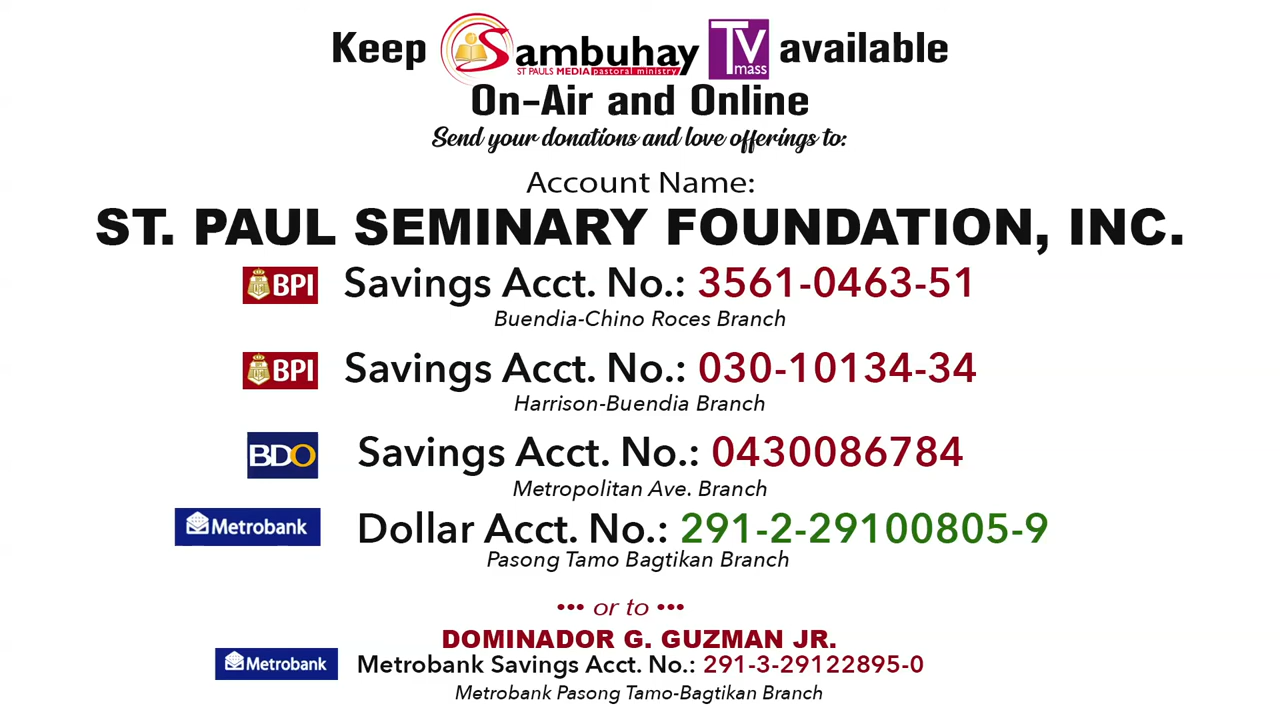 Keep Sambuhay TV mass available
ST PAULS MEDIA pastoral ministry
On-Air and Online
Send your donations and love offerings to:
Account Name:
ST. PAUL SEMINARY FOUNDATION, INC.
BPI Savings Acct. No.: 3561-0463-51
Buendia-Chino Roces Branch
BPI Savings Acct. No.: 030-10134-34
Harrison-Buendia Branch
BDO Savings Acct. No.: 0430086784
Metropolitan Ave. Branch
Metrobank Dollar Acct. No.: 291-2-29100805-9
Pasong Tamo Bagtikan Branch
••• or to •••
DOMINADOR G. GUZMAN JR.
Metrobank Metrobank Savings Acct. No.: 291-3-29122895-0
Metrobank Pasong Tamo-Bagtikan Branch